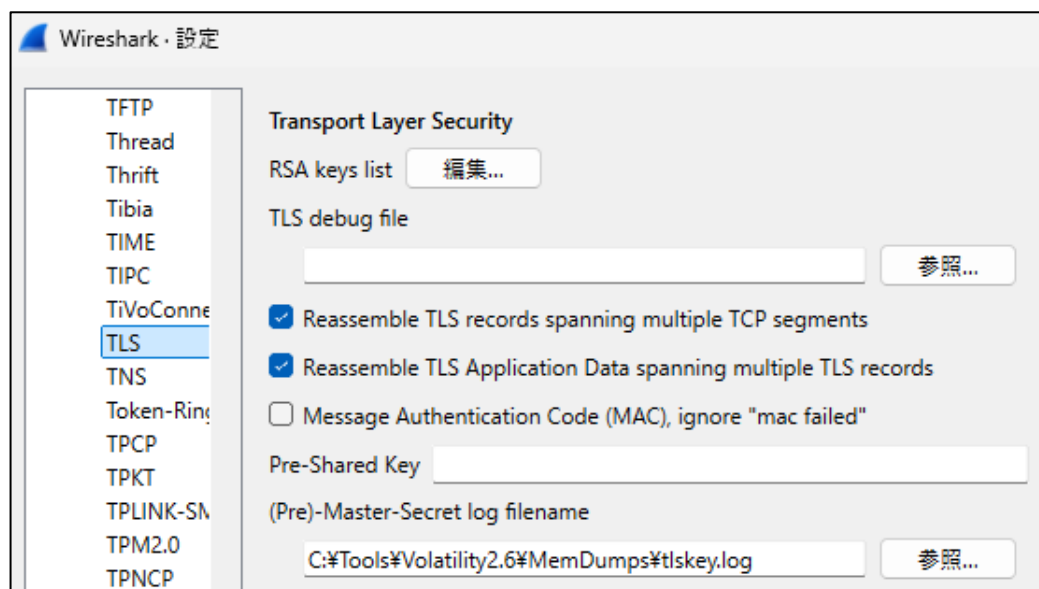 Wireshark · 設定
TFTP
Thread
Thrift
Tibia
TIME
TIPC
TiVoConne
TLS
TNS
Token-Ring
TPCP
TPKT
TPLINK-SM
TPM2.0
TPNCP
Transport Layer Security
RSA keys list 編集...
TLS debug file
参照...
Reassemble TLS records spanning multiple TCP segments
Reassemble TLS Application Data spanning multiple TLS records
Message Authentication Code (MAC), ignore "mac failed"
Pre-Shared Key
(Pre)-Master-Secret log filename
C:¥Tools¥Volatility2.6¥MemDumps¥tlskey.log 参照...